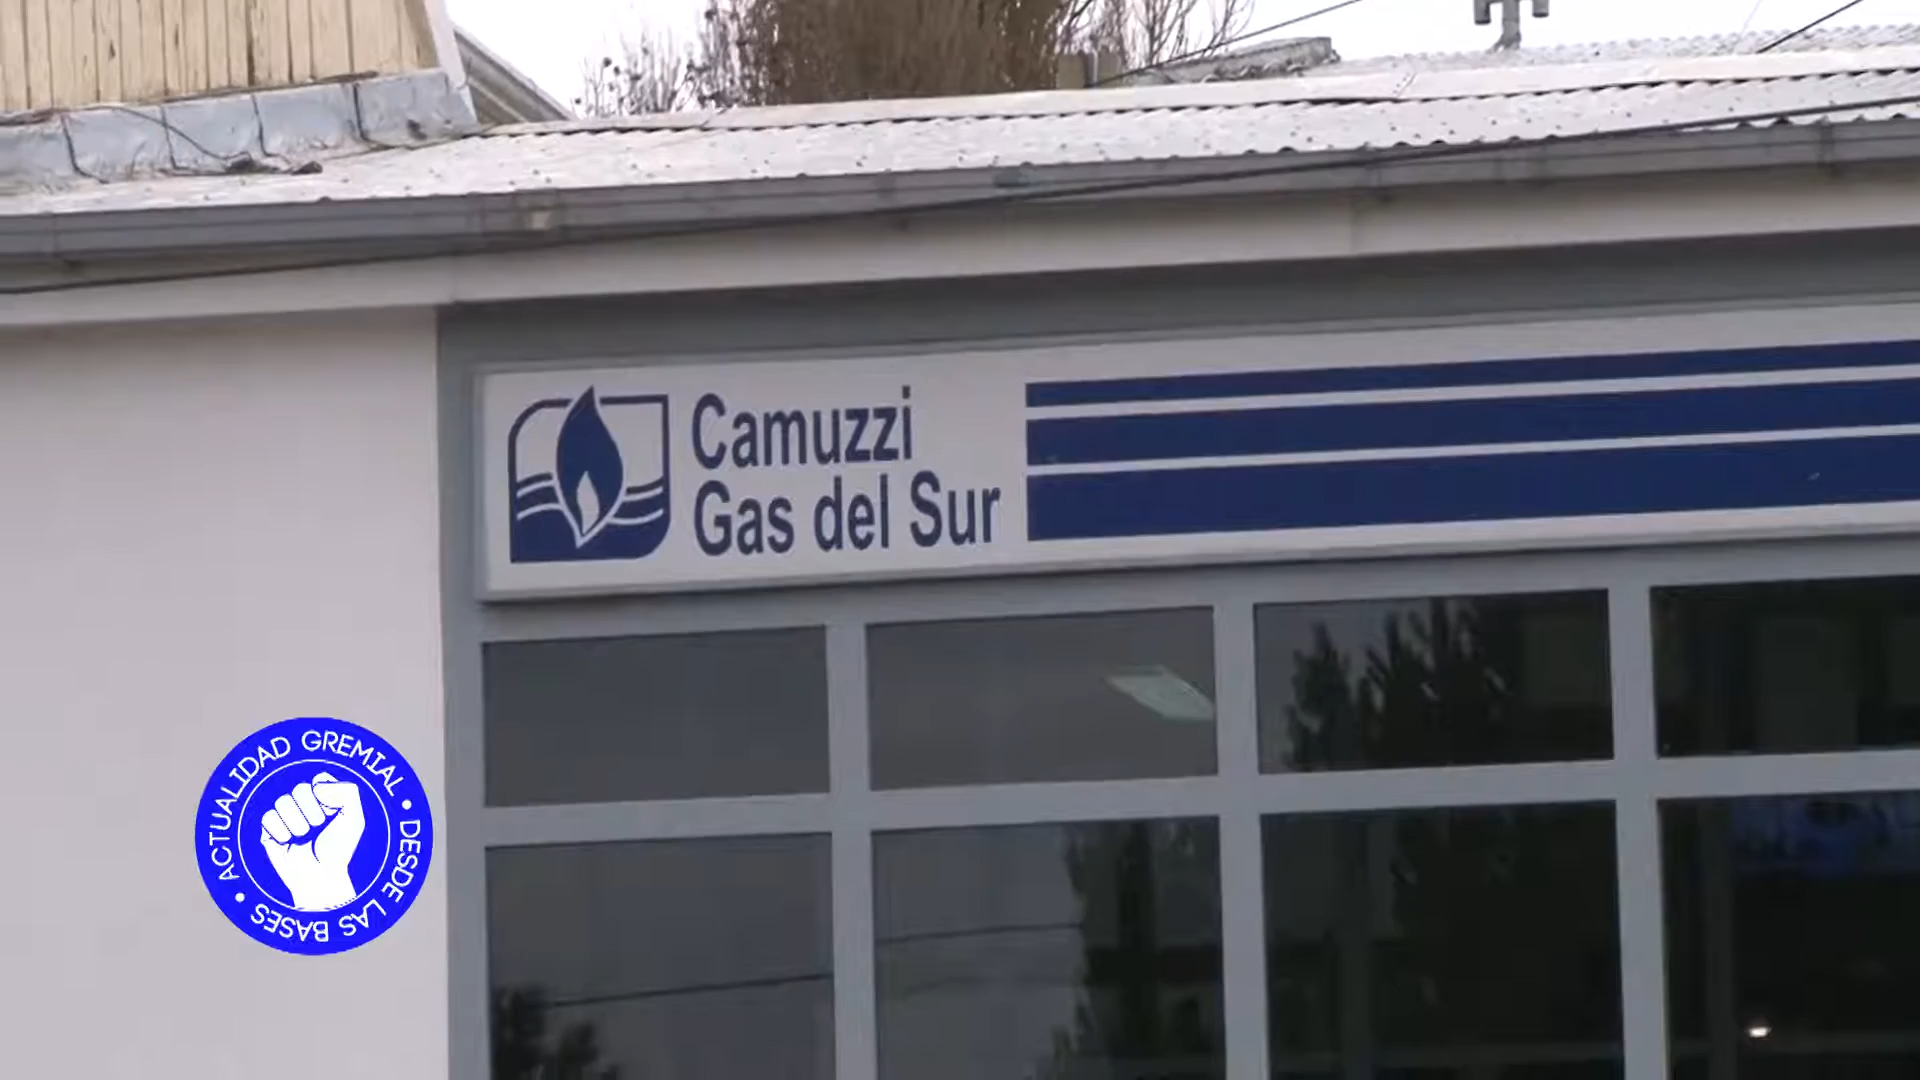 Camuzzi
Gas del Sur
ACTUALIDAD GREMIAL • DESDE LAS BASES •